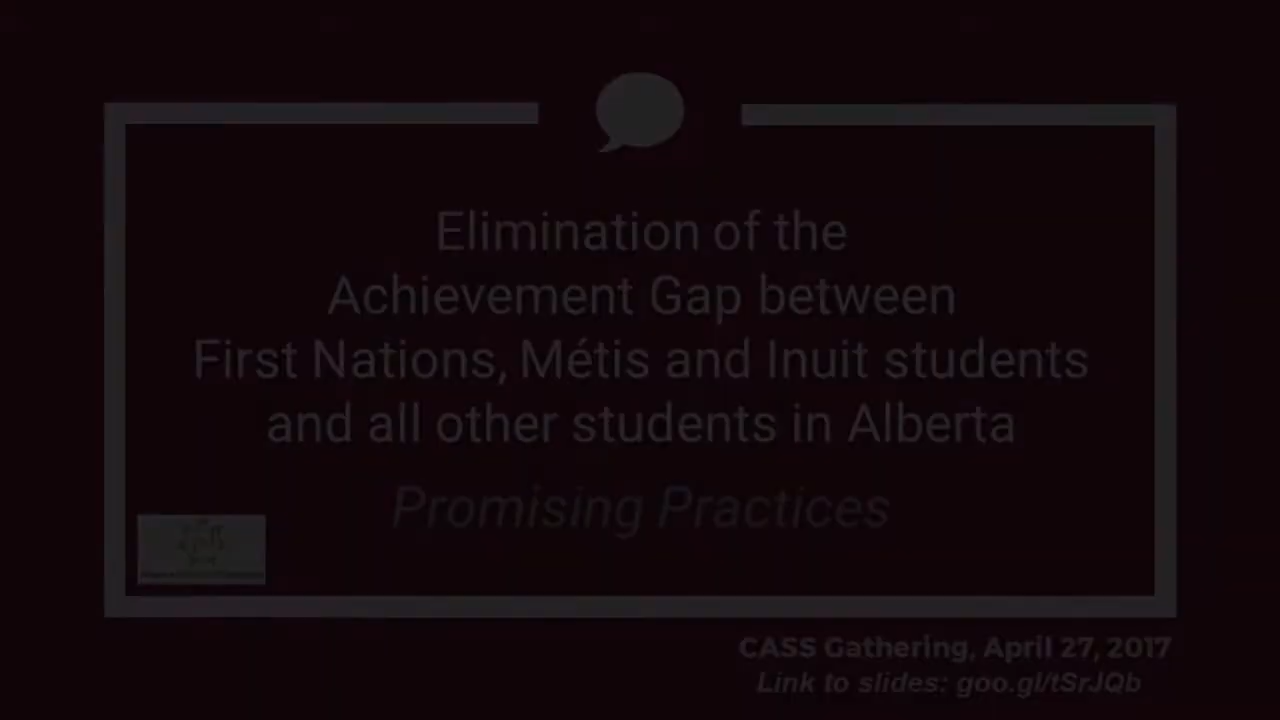 Elimination of the
Achievement Gap between
First Nations, Métis and Inuit students
and all other students in Alberta
Promising Practices
CASS Gathering, April 27, 2017
Link to slides: goo.gl/tSrJQb